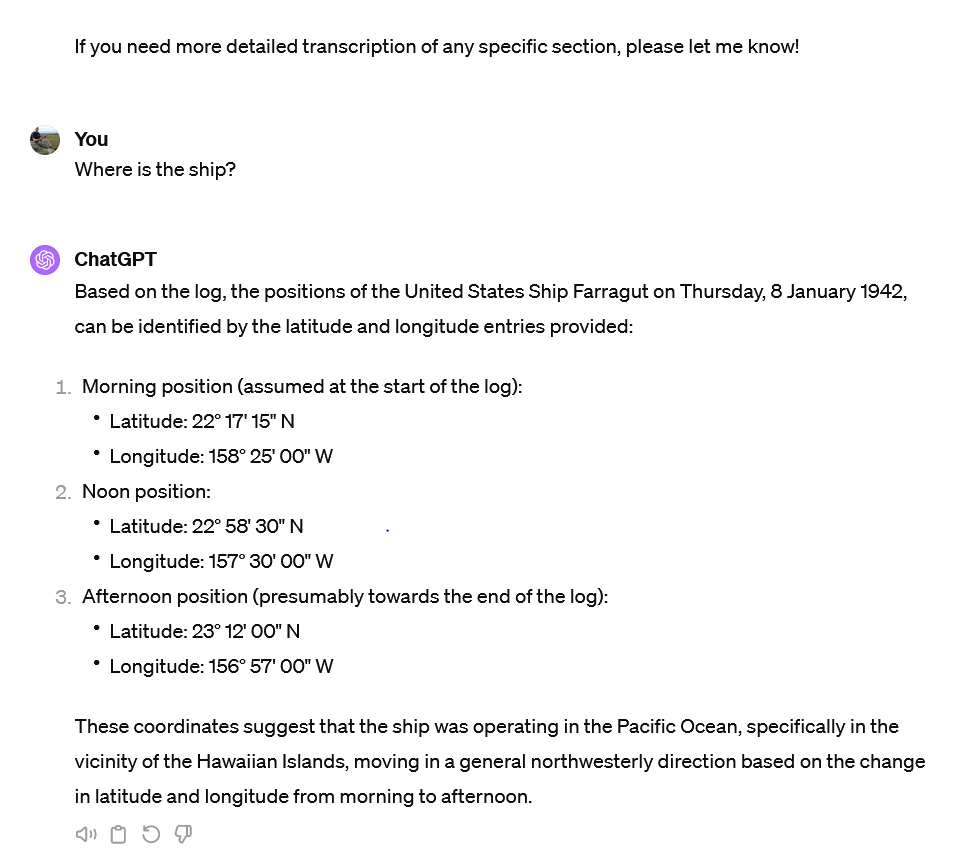 If you need more detailed transcription of any specific section, please let me know!
You
Where is the ship?
ChatGPT
Based on the log, the positions of the United States Ship Farragut on Thursday, 8 January 1942,
can be identified by the latitude and longitude entries provided:
1. Morning position (assumed at the start of the log):
• Latitude: 22° 17' 15" N
• Longitude: 158° 25' 00" W
2. Noon position:
• Latitude: 22° 58' 30" N
• Longitude: 157° 30' 00" W
3. Afternoon position (presumably towards the end of the log):
• Latitude: 23° 12' 00" N
• Longitude: 156° 57' 00" W
These coordinates suggest that the ship was operating in the Pacific Ocean, specifically in the
vicinity of the Hawaiian Islands, moving in a general northwesterly direction based on the change
in latitude and longitude from morning to afternoon.